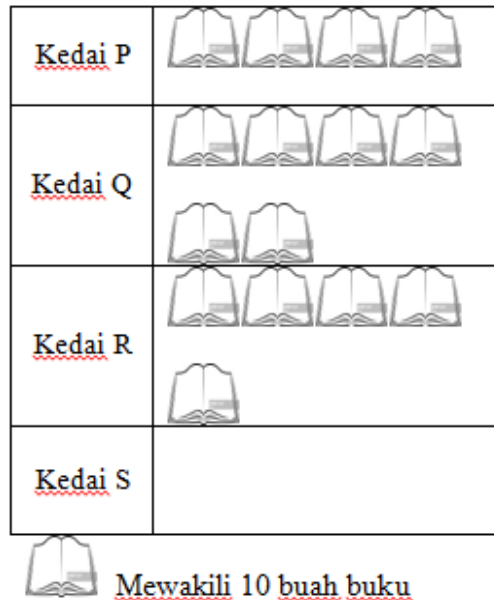 Kedai P
Kedai Q
Kedai R
Kedai S
Mewakili 10 buah buku